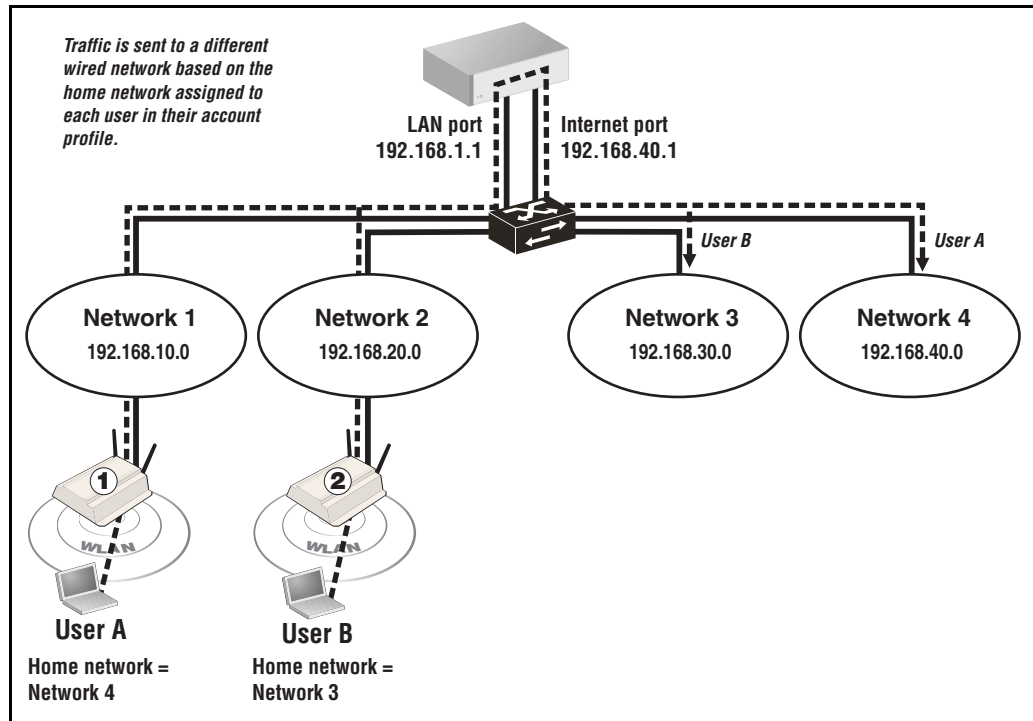 Traffic is sent to a different
wired network based on the
home network assigned to
each user in their account
profile.
LAN port
192.168.1.1
Internet port
192.168.40.1
User B
User A
Network 1
192.168.10.0
Network 2
192.168.20.0
Network 3
192.168.30.0
Network 4
192.168.40.0
1
WLAN
2
WLAN
User A
Home network =
Network 4
User B
Home network =
Network 3